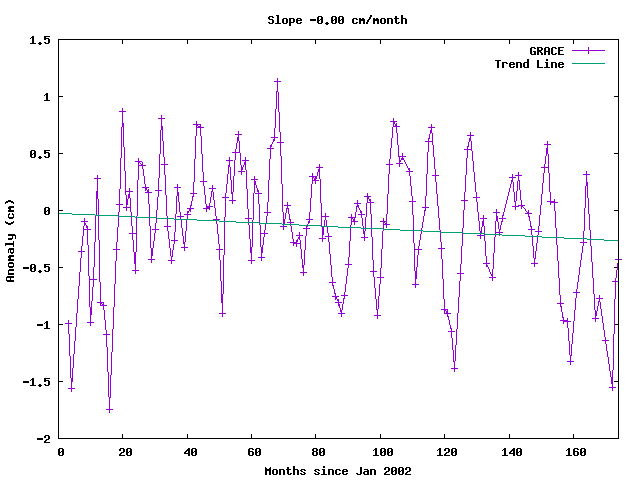 Slope -0.00 cm/month
GRACE
Trend Line
1.5
1
0.5
0
-0.5
-1
-1.5
-2
Anomaly (cm)
0 20 40 60 80 100 120 140 160
Months since Jan 2002